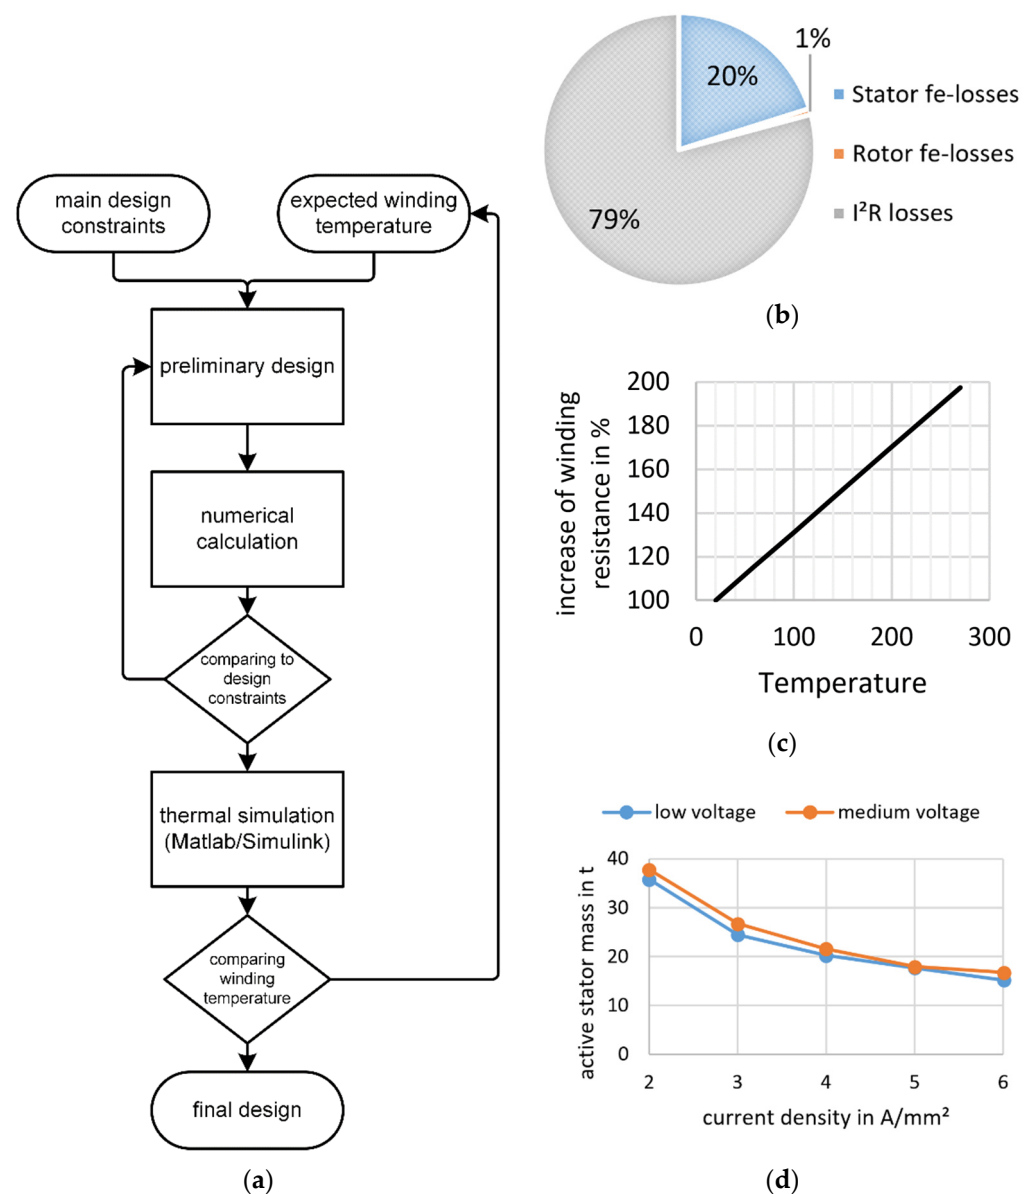 main design
constraints
expected winding
temperature
preliminary design
numerical
calculation
comparing to
design
constraints
thermal simulation
(Matlab/Simulink)
comparing
winding
temperature
final design
(a)
1%
20%
79%
Stator fe-losses
Rotor fe-losses
I²R losses
(b)
increase of winding
resistance in %
200
180
160
140
120
100
0 100 200 300
Temperature
(c)
low voltage medium voltage
active stator mass in t
40
30
20
10
0
2 3 4 5 6
current density in A/mm²
(d)